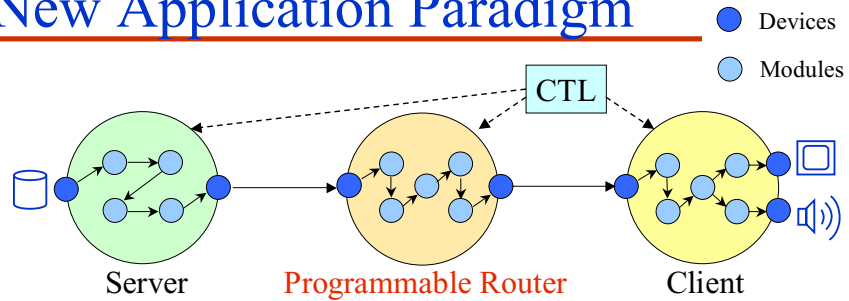 New Application Paradigm
Devices
Modules
CTL
Server
Programmable Router
Client